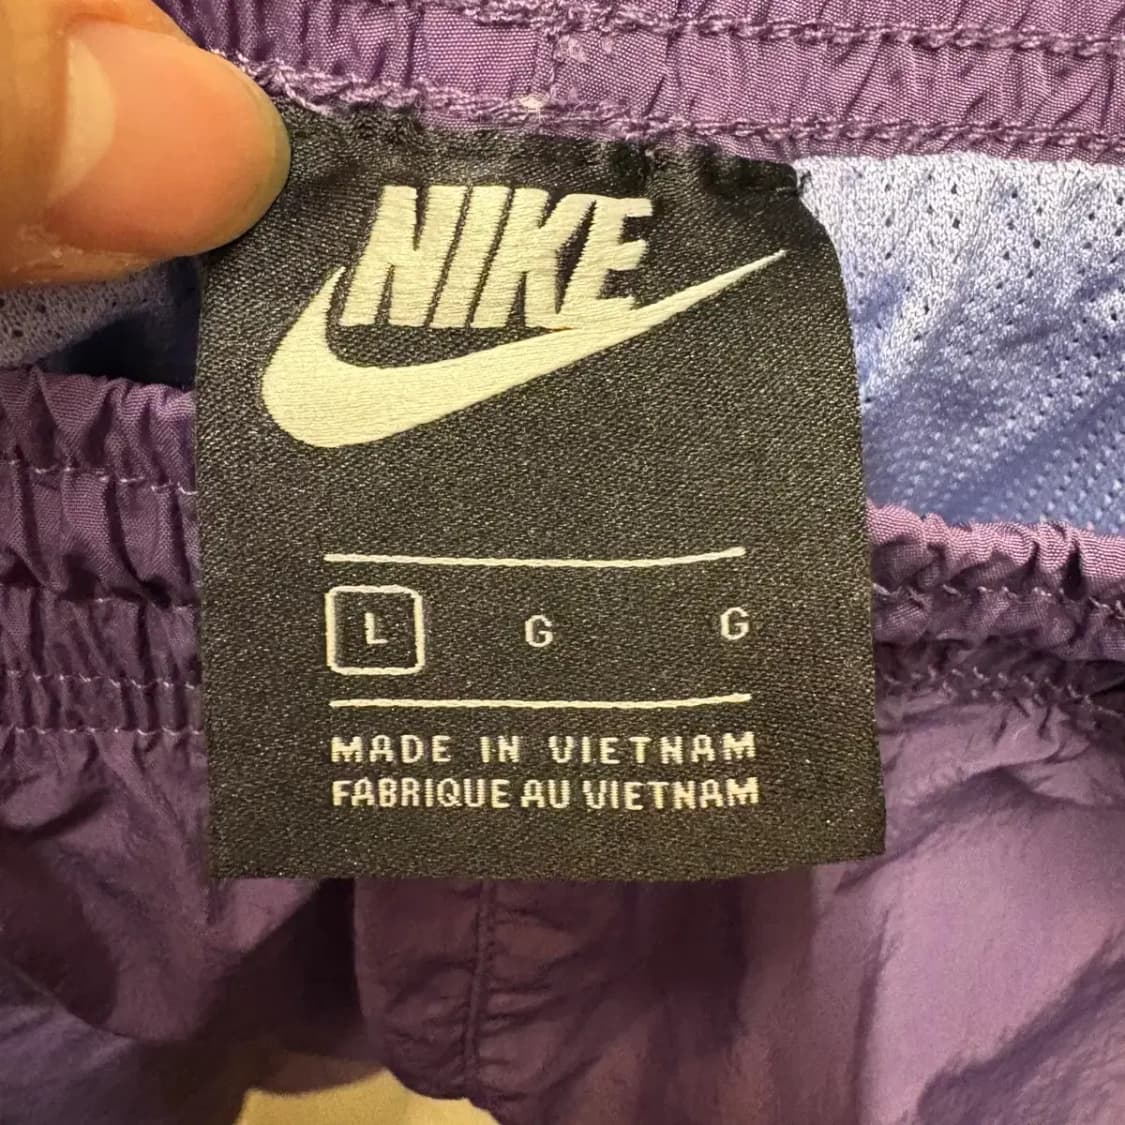 NIKE
L G G
MADE IN VIETNAM
FABRIQUE AU VIETNAM